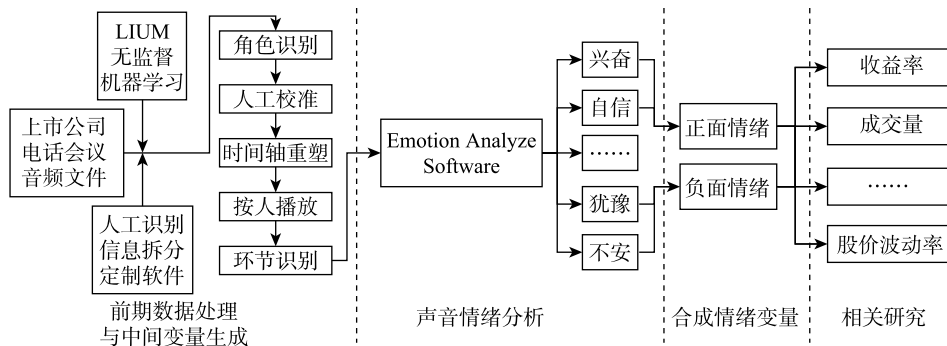 LIUM
无监督
机器学习
上市公司
电话会议
音频文件
人工识别
信息拆分
定制软件
角色识别
人工校准
时间轴重塑
按人播放
环节识别
前期数据处理
与中间变量生成
Emotion Analyze
Software
声音情绪分析
兴奋
自信
……
犹豫
不安
正面情绪
负面情绪
合成情绪变量
收益率
成交量
……
股价波动率
相关研究